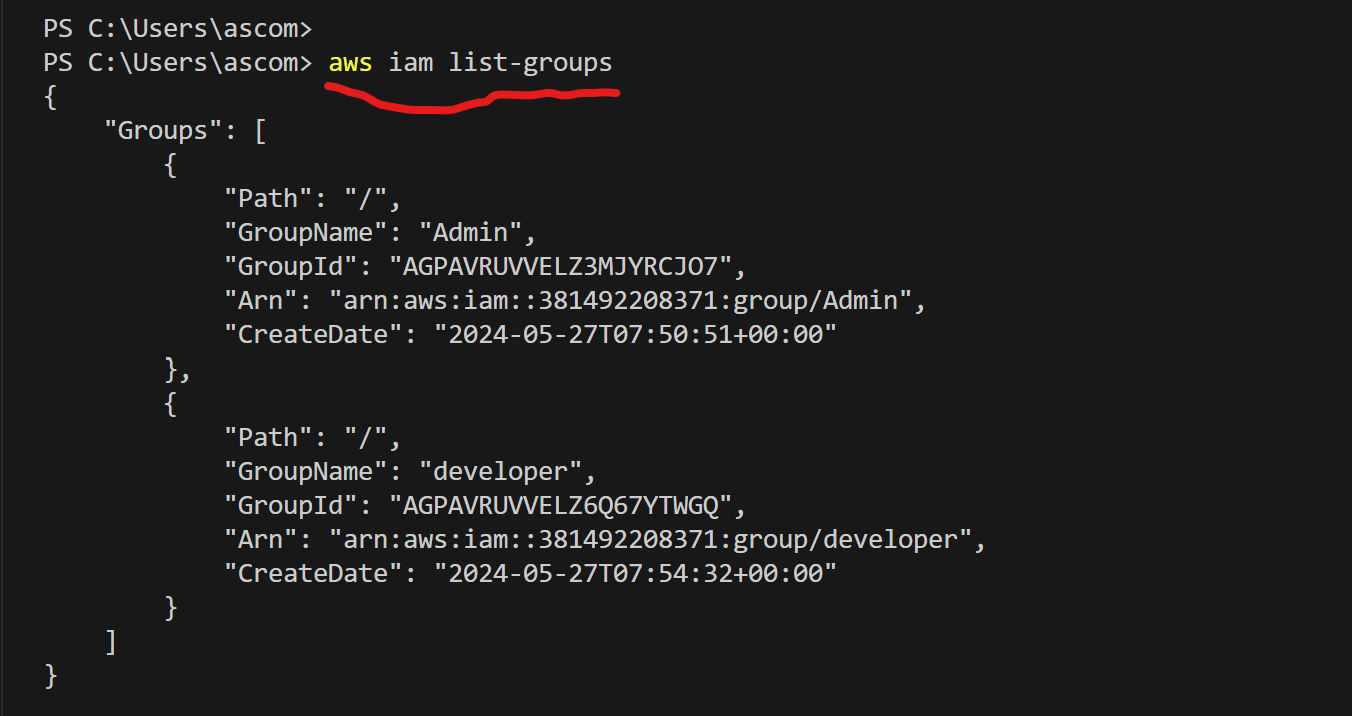 PS C:\Users\ascom>
PS C:\Users\ascom> aws iam list-groups
{
    "Groups": [
        {
            "Path": "/",
            "GroupName": "Admin",
            "GroupId": "AGPAVRUVVELZ3MJYRCJO7",
            "Arn": "arn:aws:iam::381492208371:group/Admin",
            "CreateDate": "2024-05-27T07:50:51+00:00"
        },
        {
            "Path": "/",
            "GroupName": "developer",
            "GroupId": "AGPAVRUVVELZ6Q67YTWGQ",
            "Arn": "arn:aws:iam::381492208371:group/developer",
            "CreateDate": "2024-05-27T07:54:32+00:00"
        }
    ]
}